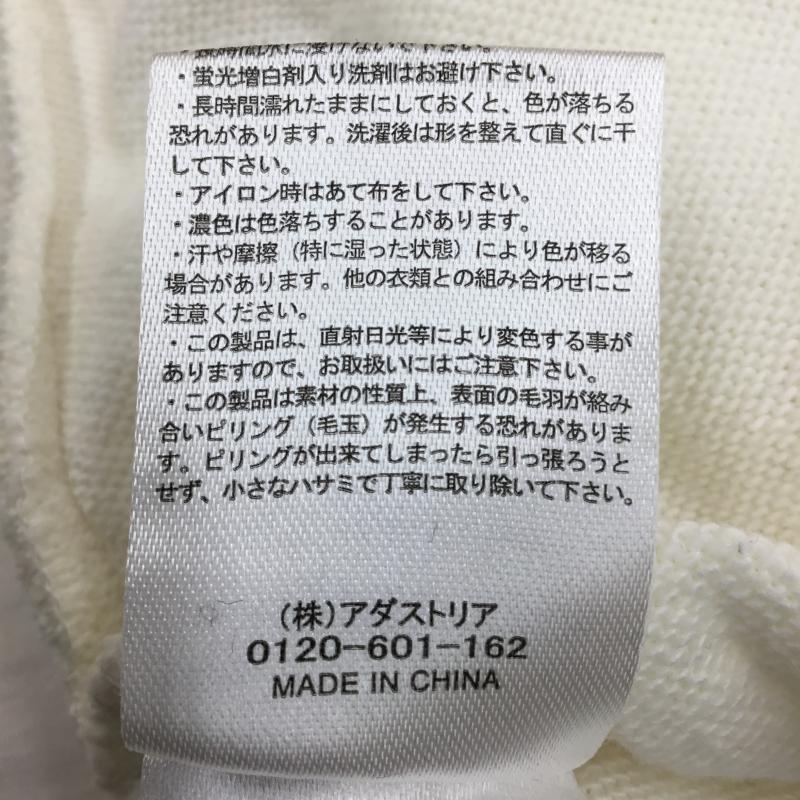 ・長時間水に浸けないで下さい。
・蛍光増白剤入り洗剤はお避け下さい。
・長時間濡れたままにしておくと、色が落ちる
恐れがあります。洗濯後は形を整えて直ぐに干
して下さい。
・アイロン時はあて布をして下さい。
・濃色は色落ちすることがあります。
・汗や摩擦（特に湿った状態）により色が移る
場合があります。他の衣類との組み合わせにご
注意ください。
・この製品は、直射日光等により変色する事が
ありますので、お取扱いにはご注意下さい。
・この製品は素材の性質上、表面の毛羽が絡み
合いピリング（毛玉）が発生する恐れがありま
す。ピリングが出来てしまったら引っ張ろうと
せず、小さなハサミで丁寧に取り除いて下さい。
（株）アダストリア
0120-601-162
MADE IN CHINA